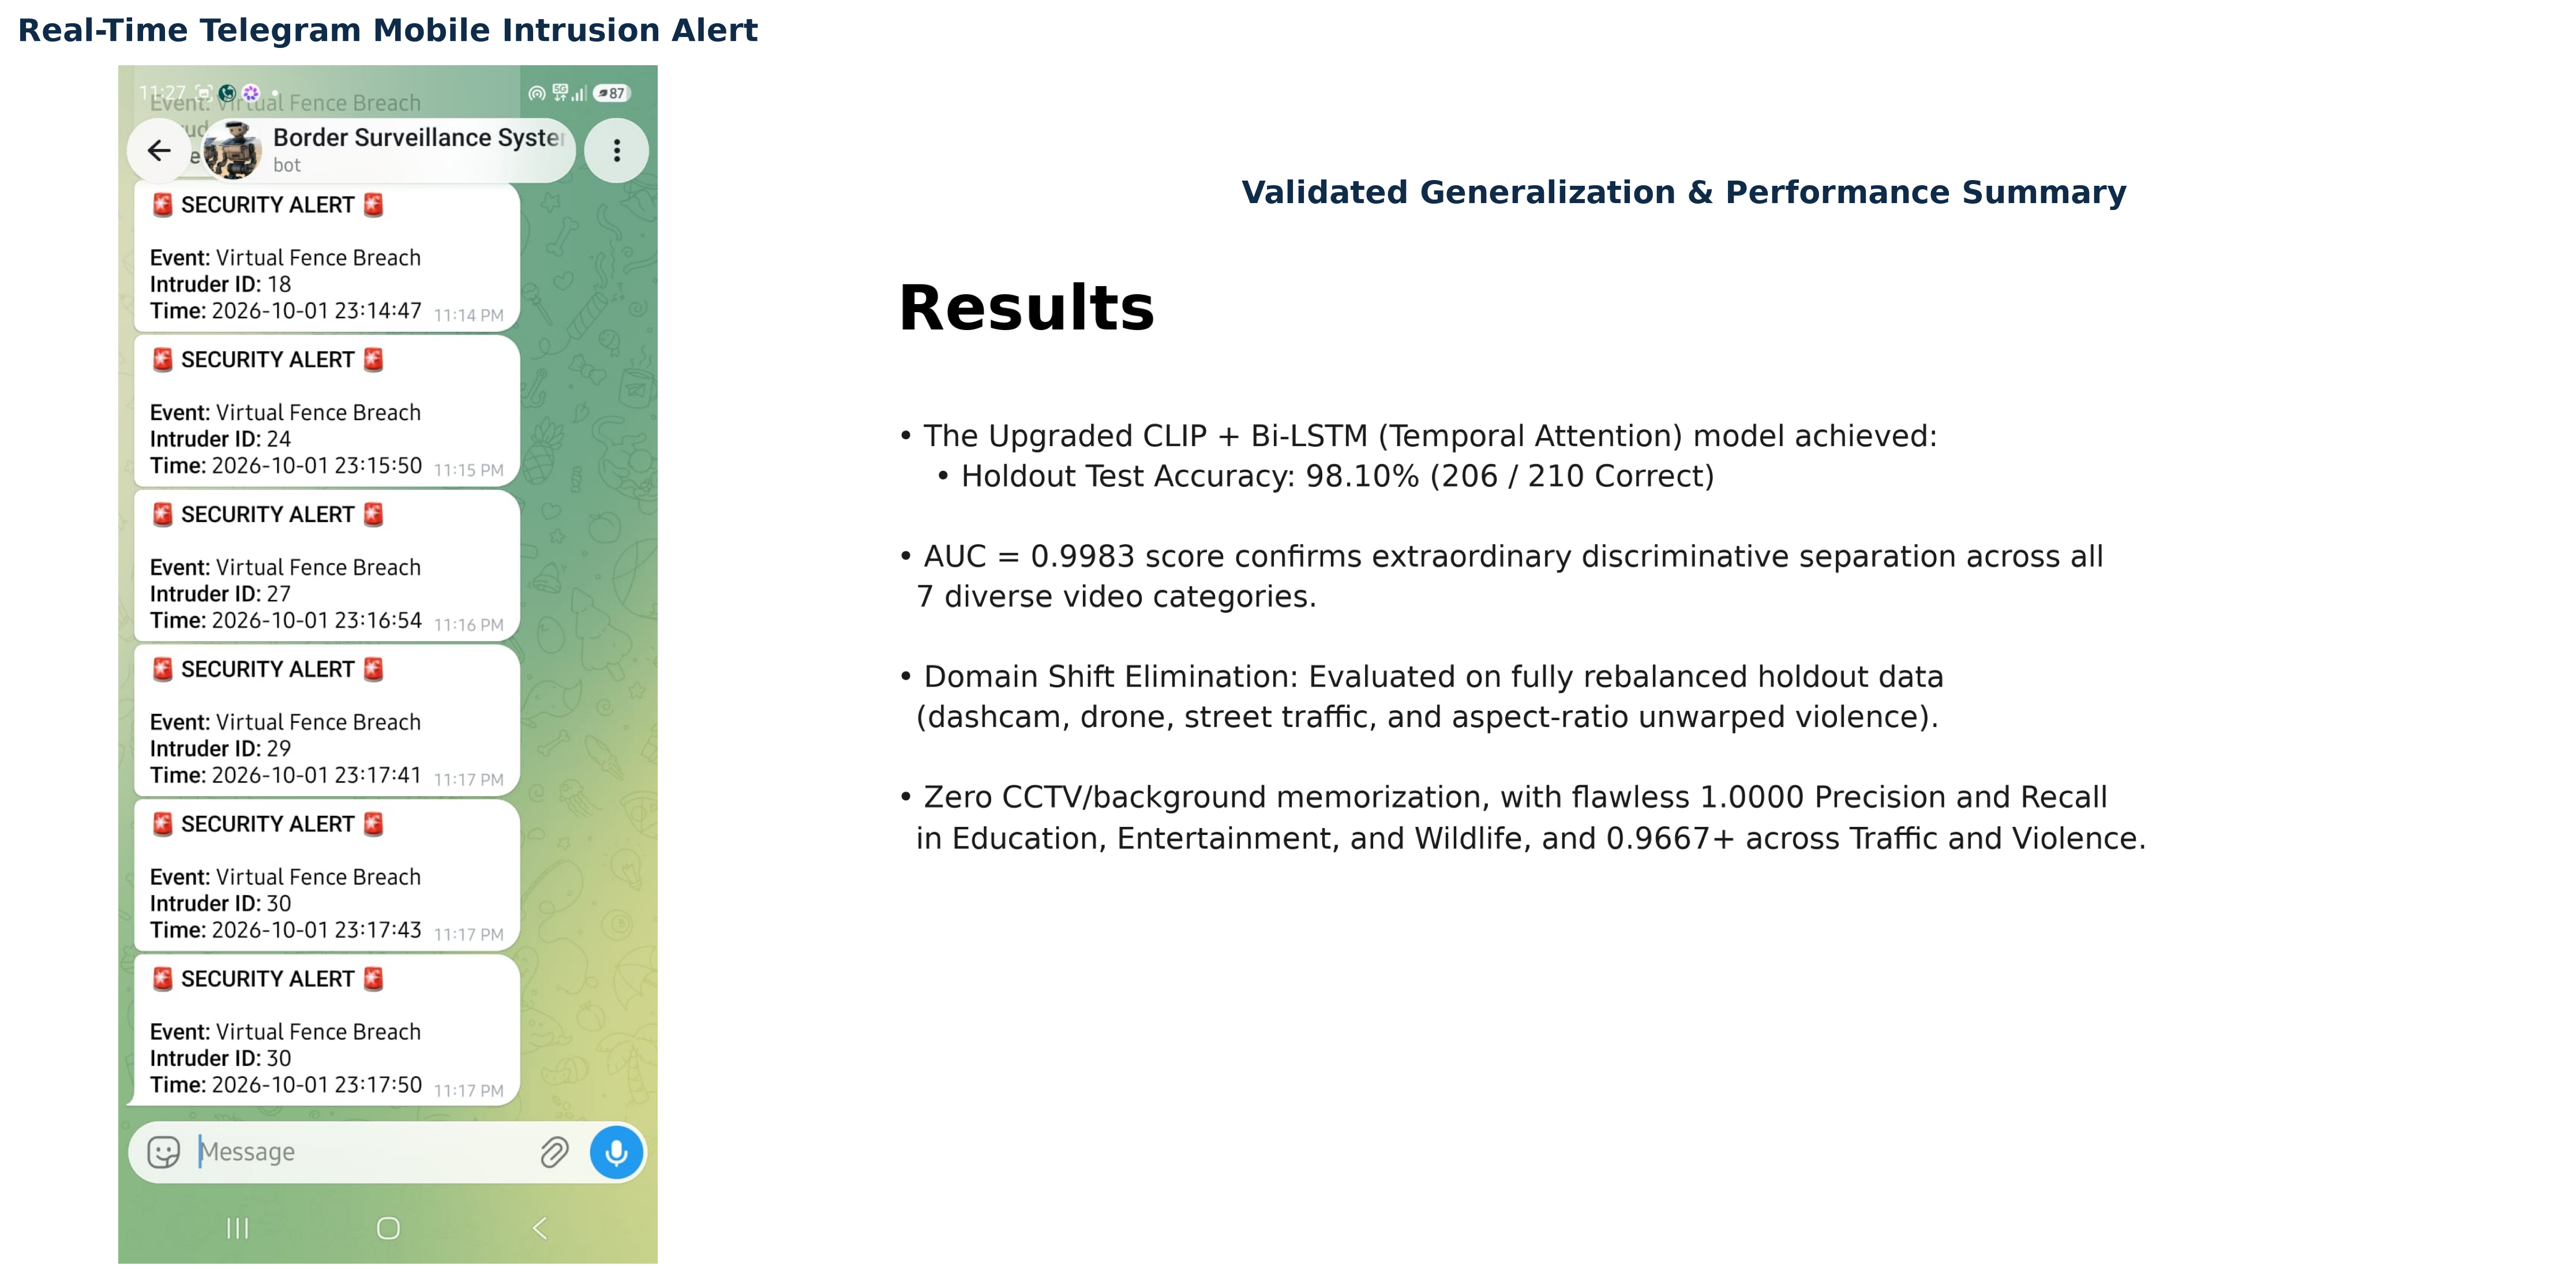 Real-Time Telegram Mobile Intrusion Alert
11:27
5G
87
Event: Virtual Fence Breach
Border Surveillance Syster
bot
🚨 SECURITY ALERT 🚨
Event: Virtual Fence Breach
Intruder ID: 18
Time: 2026-10-01 23:14:47 11:14 PM
🚨 SECURITY ALERT 🚨
Event: Virtual Fence Breach
Intruder ID: 24
Time: 2026-10-01 23:15:50 11:15 PM
🚨 SECURITY ALERT 🚨
Event: Virtual Fence Breach
Intruder ID: 27
Time: 2026-10-01 23:16:54 11:16 PM
🚨 SECURITY ALERT 🚨
Event: Virtual Fence Breach
Intruder ID: 29
Time: 2026-10-01 23:17:41 11:17 PM
🚨 SECURITY ALERT 🚨
Event: Virtual Fence Breach
Intruder ID: 30
Time: 2026-10-01 23:17:43 11:17 PM
🚨 SECURITY ALERT 🚨
Event: Virtual Fence Breach
Intruder ID: 30
Time: 2026-10-01 23:17:50 11:17 PM
Message
Validated Generalization & Performance Summary
Results
• The Upgraded CLIP + Bi-LSTM (Temporal Attention) model achieved:
• Holdout Test Accuracy: 98.10% (206 / 210 Correct)
• AUC = 0.9983 score confirms extraordinary discriminative separation across all
7 diverse video categories.
• Domain Shift Elimination: Evaluated on fully rebalanced holdout data
(dashcam, drone, street traffic, and aspect-ratio unwarped violence).
• Zero CCTV/background memorization, with flawless 1.0000 Precision and Recall
in Education, Entertainment, and Wildlife, and 0.9667+ across Traffic and Violence.